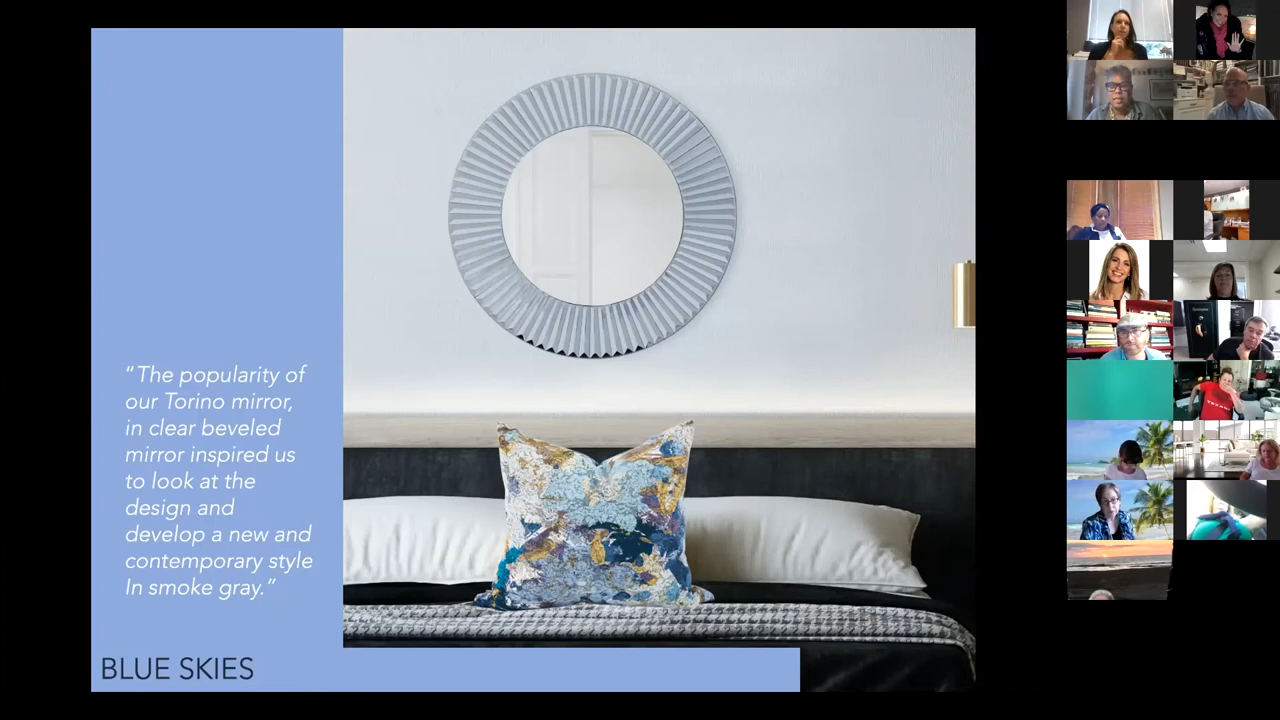 “The popularity of
our Torino mirror,
in clear beveled
mirror inspired us
to look at the
design and
develop a new and
contemporary style
In smoke gray.”
BLUE SKIES